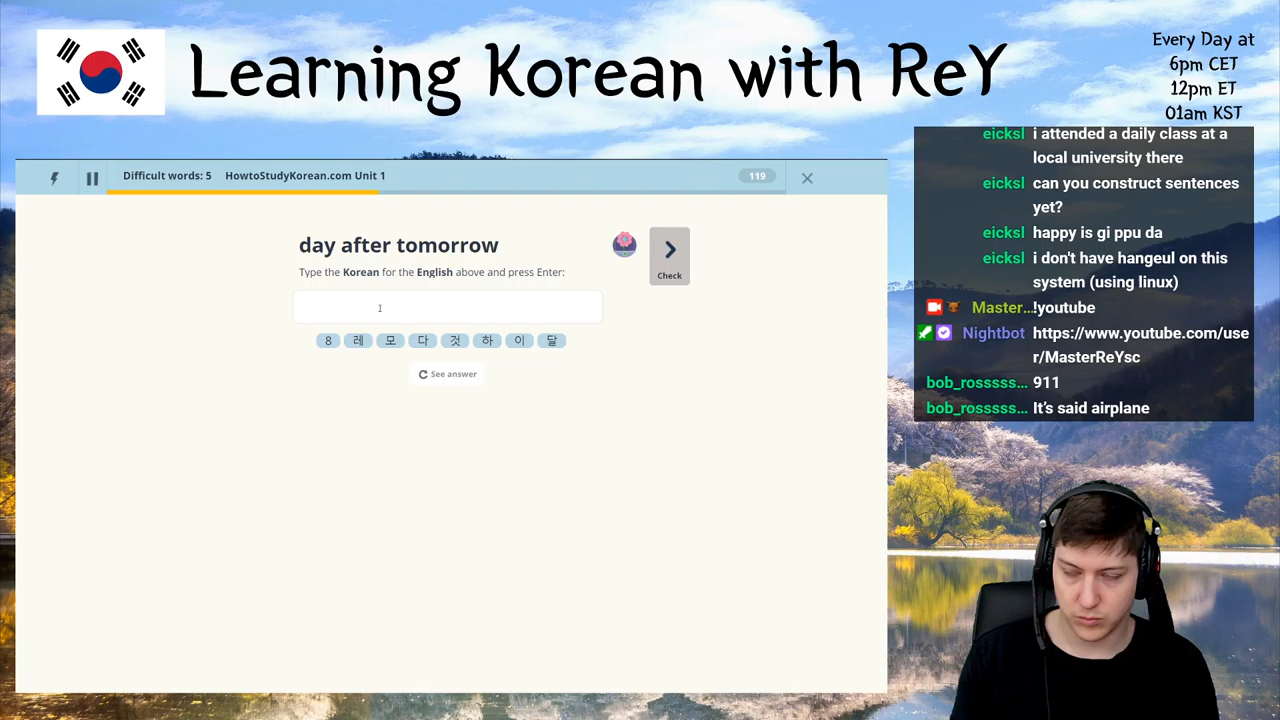 Learning Korean with ReY
Every Day at
6pm CET
12pm ET
01am KST
Difficult words: 5 HowtoStudyKorean.com Unit 1
119
day after tomorrow
Type the Korean for the English above and press Enter:
Check
8 레 모 다 것 하 이 달
See answer
eicksl i attended a daily class at a
local university there
eicksl can you construct sentences
yet?
eicksl happy is gi ppu da
eicksl i don't have hangeul on this
system (using linux)
Master... !youtube
Nightbot https://www.youtube.com/use
r/MasterReYsc
bob_rosssss... 911
bob_rosssss... It's said airplane